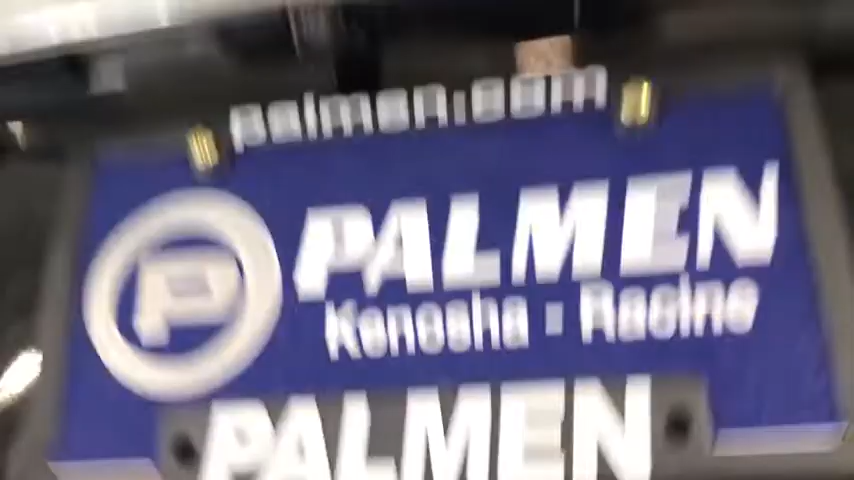 palmen.com
P
PALMEN
Kenosha · Racine
PALMEN